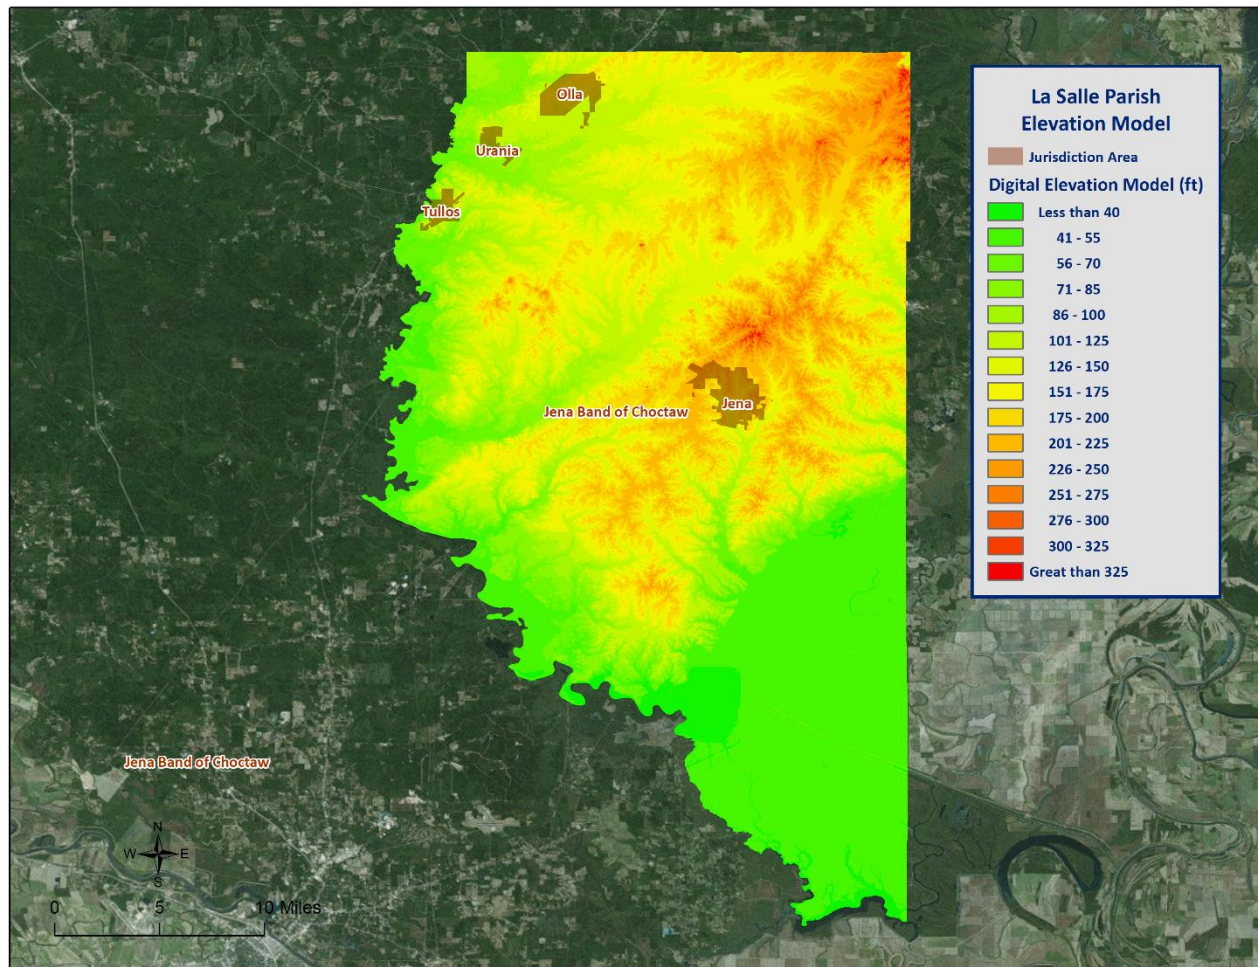 La Salle Parish
Elevation Model
Jurisdiction Area
Digital Elevation Model (ft)
Less than 40
41 - 55
56 - 70
71 - 85
86 - 100
101 - 125
126 - 150
151 - 175
175 - 200
201 - 225
226 - 250
251 - 275
276 - 300
300 - 325
Great than 325
Olla
Urania
Tullos
Jena
Jena Band of Choctaw
Jena Band of Choctaw
N
W E
S
0 5 10 Miles